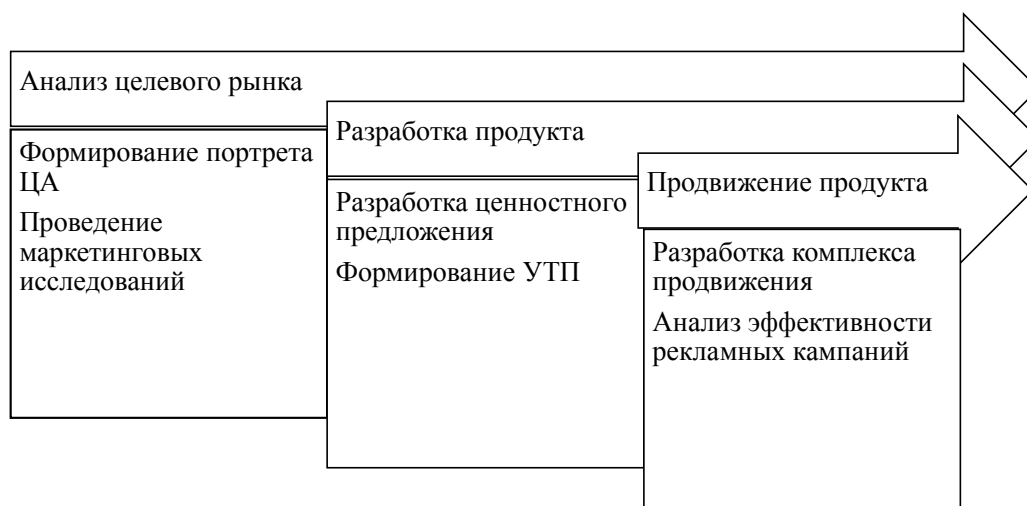 Анализ целевого рынка
Формирование портрета
ЦА
Проведение
маркетинговых
исследований
Разработка продукта
Разработка ценностного
предложения
Формирование УТП
Продвижение продукта
Разработка комплекса
продвижения
Анализ эффективности
рекламных кампаний